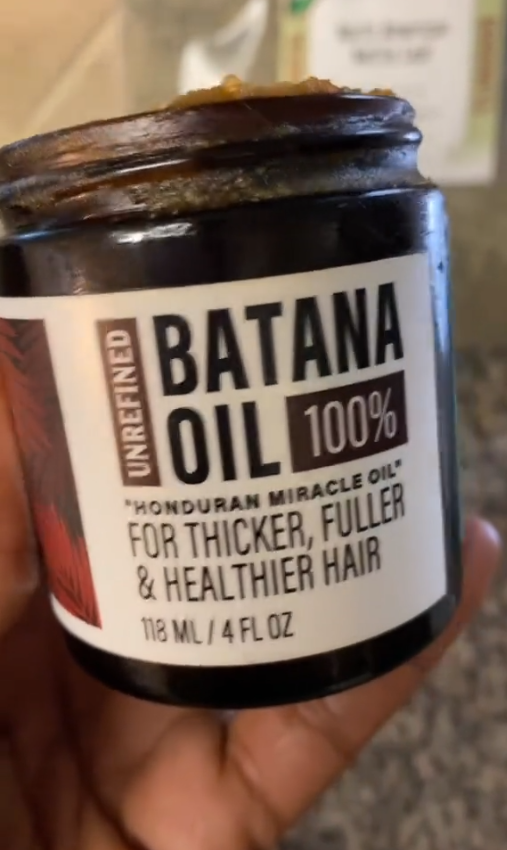 UNREFINED
BATANA
OIL 100%
"HONDURAN MIRACLE OIL"
FOR THICKER, FULLER
& HEALTHIER HAIR
118 ML / 4 FL OZ